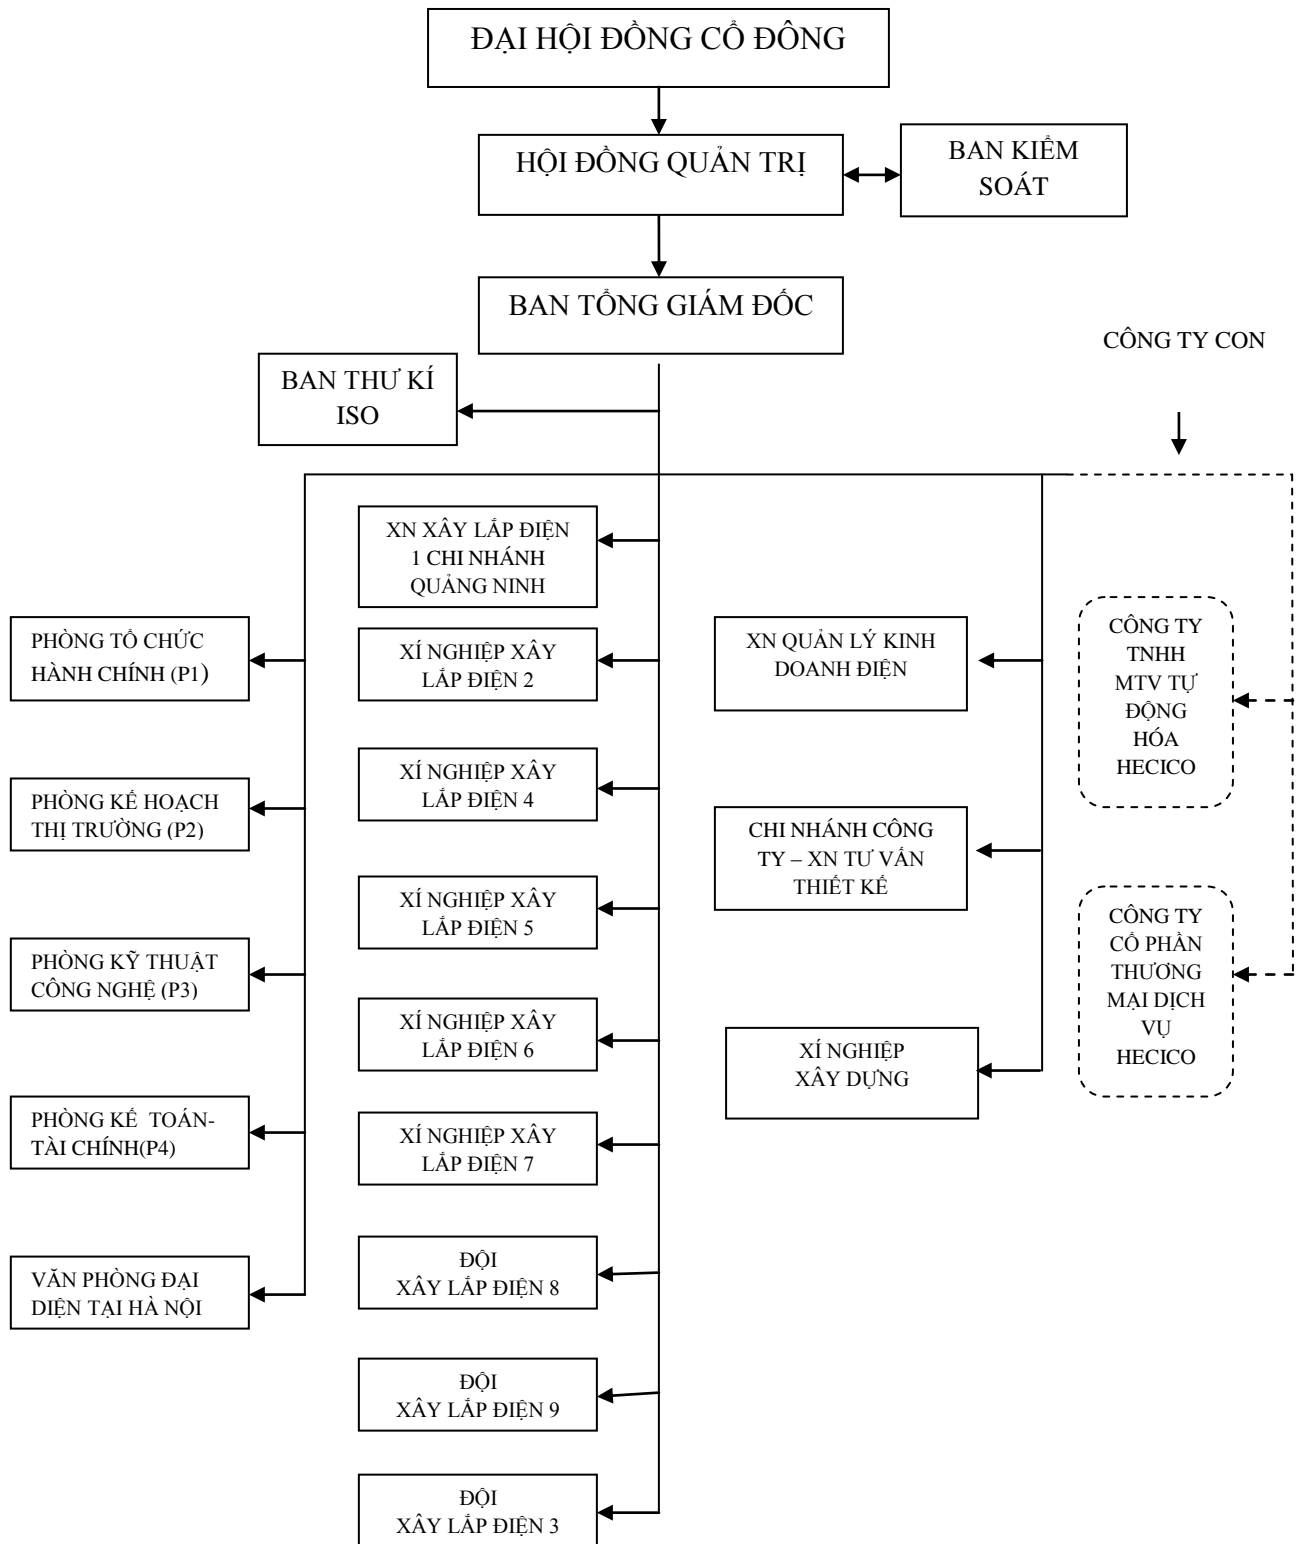 ĐẠI HỘI ĐỒNG CỔ ĐÔNG
HỘI ĐỒNG QUẢN TRỊ
BAN KIỂM
SOÁT
BAN TỔNG GIÁM ĐỐC
CÔNG TY CON
BAN THƯ KÍ
ISO
XN XÂY LẮP ĐIỆN
1 CHI NHÁNH
QUẢNG NINH
PHÒNG TỔ CHỨC
HÀNH CHÍNH (P1)
PHÒNG KẾ HOẠCH
THỊ TRƯỜNG (P2)
PHÒNG KỸ THUẬT
CÔNG NGHỆ (P3)
PHÒNG KẾ TOÁN-
TÀI CHÍNH(P4)
VĂN PHÒNG ĐẠI
DIỆN TẠI HÀ NỘI
XÍ NGHIỆP XÂY
LẮP ĐIỆN 2
XÍ NGHIỆP XÂY
LẮP ĐIỆN 4
XÍ NGHIỆP XÂY
LẮP ĐIỆN 5
XÍ NGHIỆP XÂY
LẮP ĐIỆN 6
XÍ NGHIỆP XÂY
LẮP ĐIỆN 7
ĐỘI
XÂY LẮP ĐIỆN 8
ĐỘI
XÂY LẮP ĐIỆN 9
ĐỘI
XÂY LẮP ĐIỆN 3
XN QUẢN LÝ KINH
DOANH ĐIỆN
CHI NHÁNH CÔNG
TY – XN TƯ VẤN
THIẾT KẾ
XÍ NGHIỆP
XÂY DỰNG
CÔNG TY
TNHH
MTV TỰ
ĐỘNG
HÓA
HECICO
CÔNG TY
CỔ PHẦN
THƯƠNG
MẠI DỊCH
VỤ
HECICO